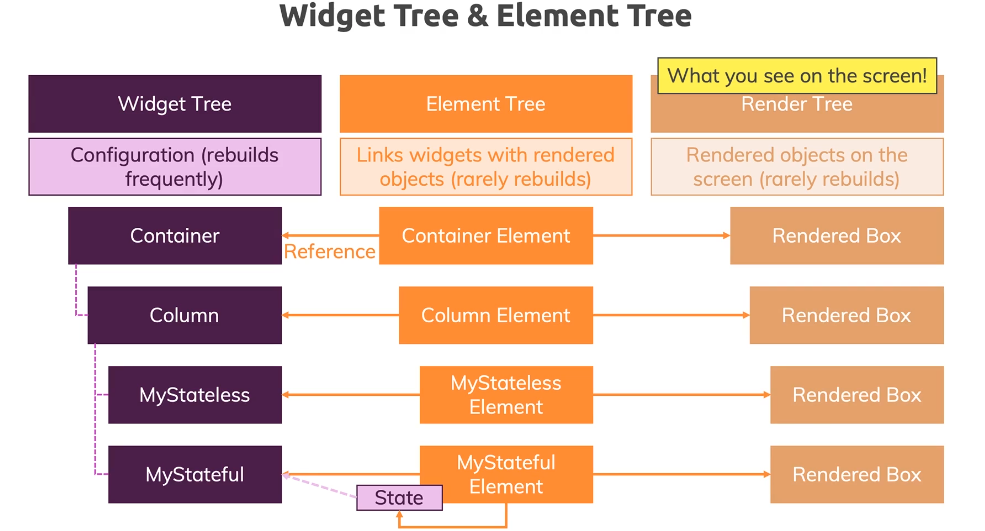 Widget Tree & Element Tree
What you see on the screen!
Widget Tree
Element Tree
Render Tree
Configuration (rebuilds
frequently)
Links widgets with rendered
objects (rarely rebuilds)
Rendered objects on the
screen (rarely rebuilds)
Container
Reference
Container Element
Rendered Box
Column
Column Element
Rendered Box
MyStateless
MyStateless
Element
Rendered Box
MyStateful
MyStateful
Element
Rendered Box
State